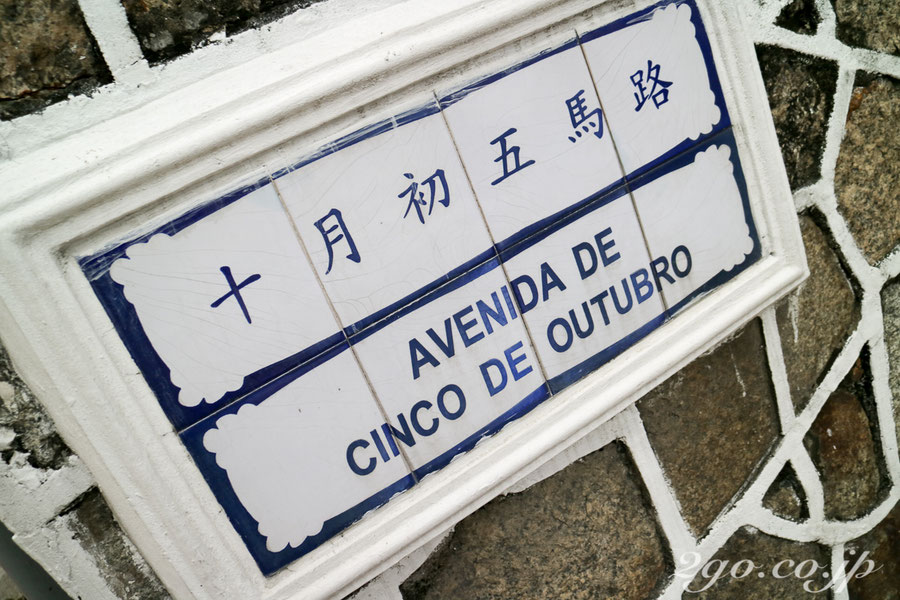 十月初五馬路
AVENIDA DE
CINCO DE OUTUBRO
2go.co.jp